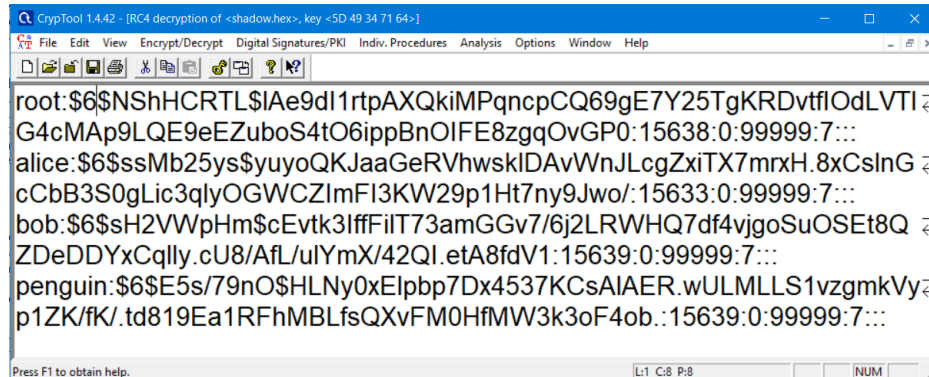 CrypTool 1.4.42 - [RC4 decryption of <shadow.hex>, key <5D 49 34 71 64>]
File Edit View Encrypt/Decrypt Digital Signatures/PKI Indiv. Procedures Analysis Options Window Help
root:$6$NShHCRTL$lAe9dI1rtpAXQkiMPqncpCQ69gE7Y25TgKRDvtflOdLVTI
G4cMAp9LQE9eEZuboS4tO6ippBnOIFE8zgqOvGP0:15638:0:99999:7:::
alice:$6$ssMb25ys$yuyoQKJaaGeRVhwsklDAvWnJLcgZxiTX7mrxH.8xCslnG
cCbB3S0gLic3qlyOGWCZImFI3KW29p1Ht7ny9Jwo/:15633:0:99999:7:::
bob:$6$sH2VWpHm$cEvtk3IffFilT73amGGv7/6j2LRWHQ7df4vjgoSuOSEt8Q
ZDeDDYxCqlly.cU8/AfL/ulYmX/42QI.etA8fdV1:15639:0:99999:7:::
penguin:$6$E5s/79nO$HLNy0xElpbp7Dx4537KCsAlAER.wULMLLS1vzgmkVy
p1ZK/fK/.td819Ea1RFhMBLfsQXvFM0HfMW3k3oF4ob.:15639:0:99999:7:::
Press F1 to obtain help. L:1 C:8 P:8 NUM